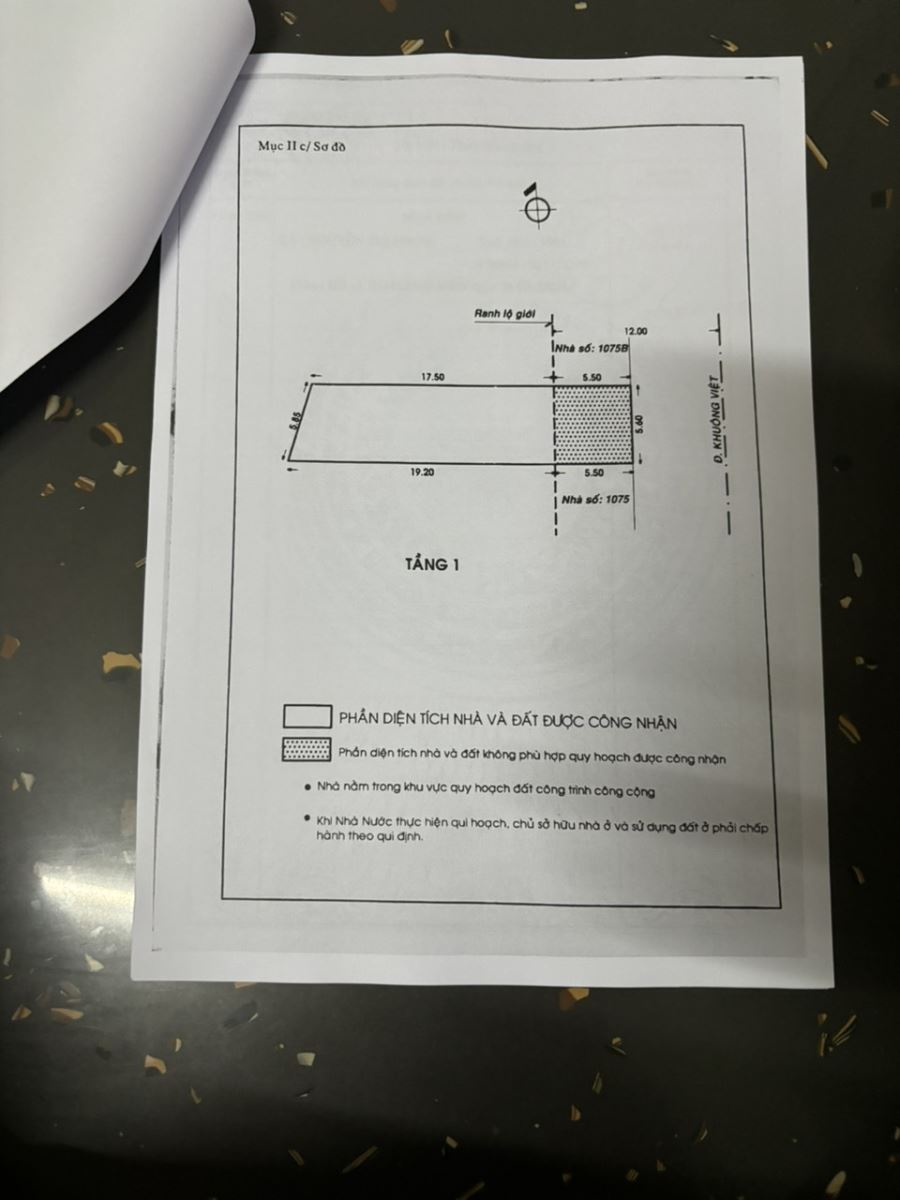 Mục II c/ Sơ đồ
Ranh lộ giới
12.00
Nhà số: 1075B
17.50
5.50
5.85
5.60
Đ. KHUÔNG VIỆT
19.20
5.50
Nhà số: 1075
TẦNG 1
PHẦN DIỆN TÍCH NHÀ VÀ ĐẤT ĐƯỢC CÔNG NHẬN
Phần diện tích nhà và đất không phù hợp quy hoạch được công nhận
• Nhà nằm trong khu vực quy hoạch đất công trình công cộng
• Khi Nhà Nước thực hiện qui hoạch, chủ sở hữu nhà ở và sử dụng đất ở phải chấp
hành theo qui định.